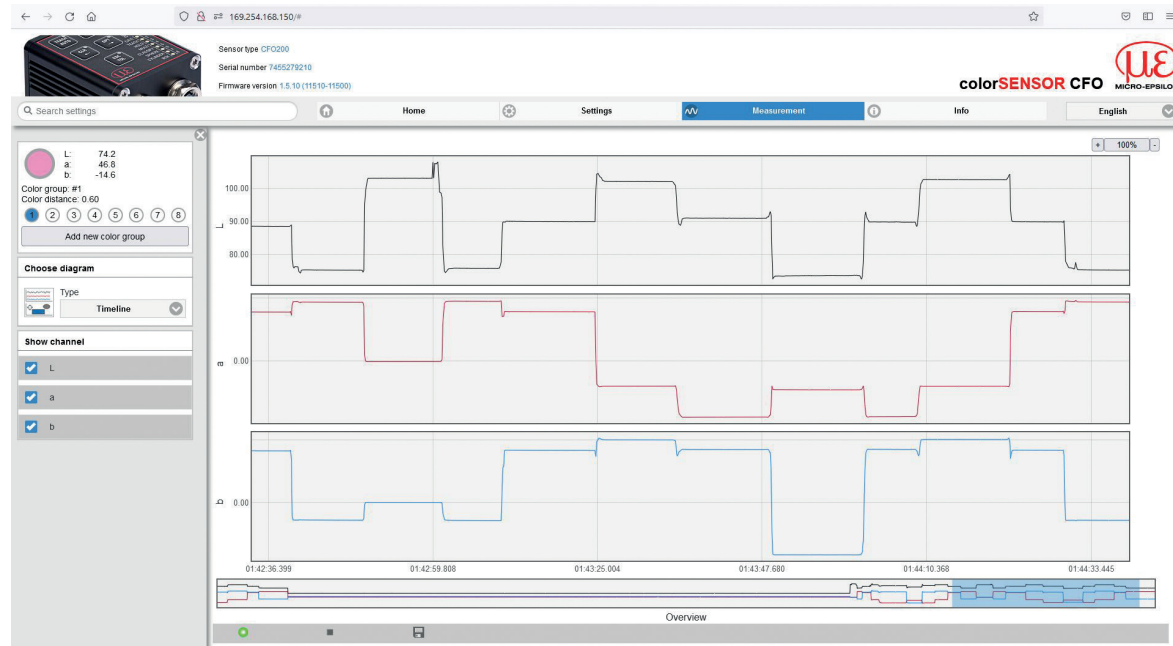 169.254.168.150/#
Sensor type CFO200
Serial number 7455279210
Firmware version 1.5.10 (11510-11500)
colorSENSOR CFO
με
MICRO-EPSILO
Search settings
Home
Settings
Measurement
Info
English
L: 74.2
a: 46.8
b: -14.6
Color group: #1
Color distance: 0.60
1 2 3 4 5 6 7 8
Add new color group
Choose diagram
Type
Timeline
Show channel
L
a
b
+ 100% -
L
100.00
90.00
80.00
a
0.00
b
0.00
01:42:36.399 01:42:59.808 01:43:25.004 01:43:47.680 01:44:10.368 01:44:33.445
Overview